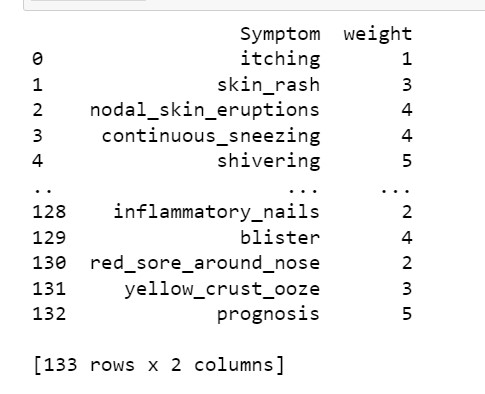 Symptom weight
0 itching 1
1 skin_rash 3
2 nodal_skin_eruptions 4
3 continuous_sneezing 4
4 shivering 5
.. ... ...
128 inflammatory_nails 2
129 blister 4
130 red_sore_around_nose 2
131 yellow_crust_ooze 3
132 prognosis 5
[133 rows x 2 columns]